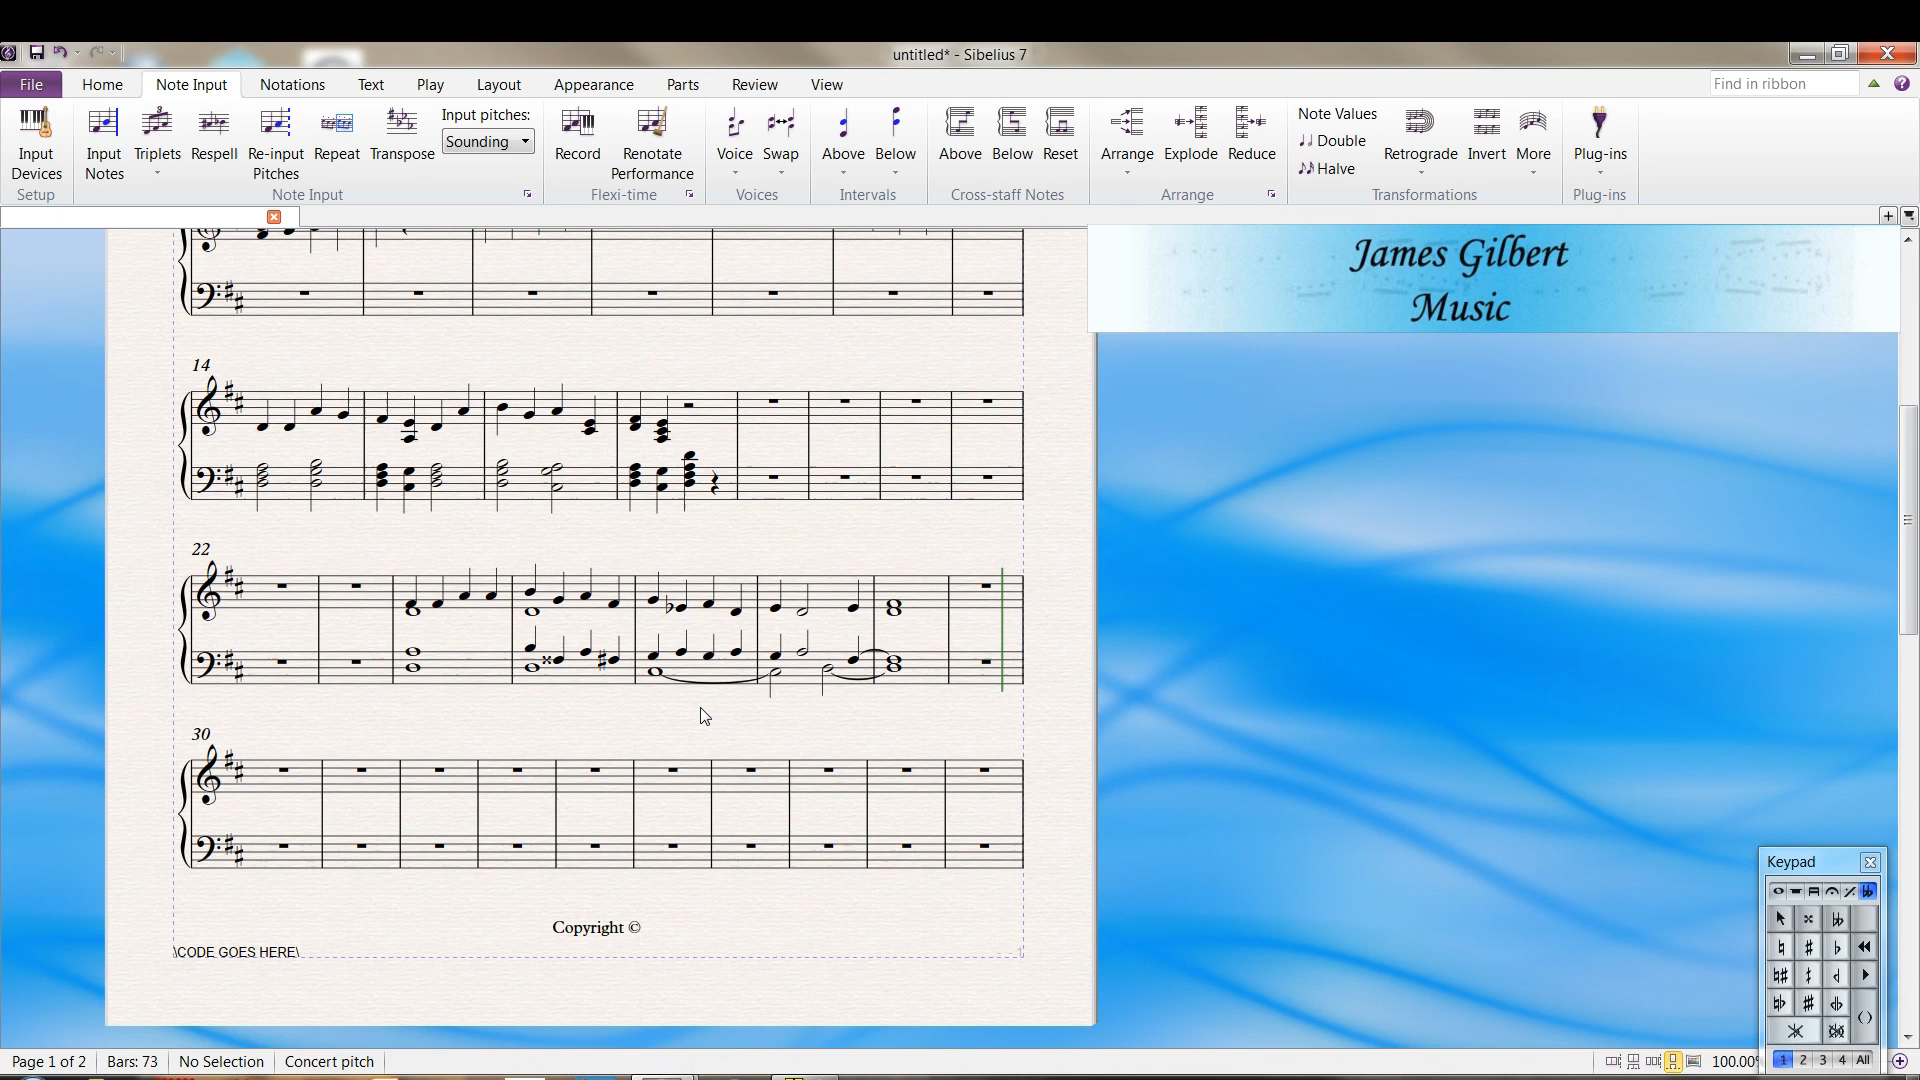 untitled* - Sibelius 7
File Home Note Input Notations Text Play Layout Appearance Parts Review View Find in ribbon
Input Devices
Setup
Input Notes
Triplets
Respell
Re-input Pitches
Repeat
Transpose
Input pitches:
Sounding
Note Input
Record
Renotate Performance
Flexi-time
Voice
Swap
Voices
Above
Below
Intervals
Above
Below
Reset
Cross-staff Notes
Arrange
Explode
Reduce
Arrange
Note Values
Double
Halve
Retrograde
Invert
More
Transformations
Plug-ins
Plug-ins
James Gilbert
Music
14
22
30
Copyright ©
\CODE GOES HERE\
1
Keypad
1 2 3 4 All
Page 1 of 2 Bars: 73 No Selection Concert pitch